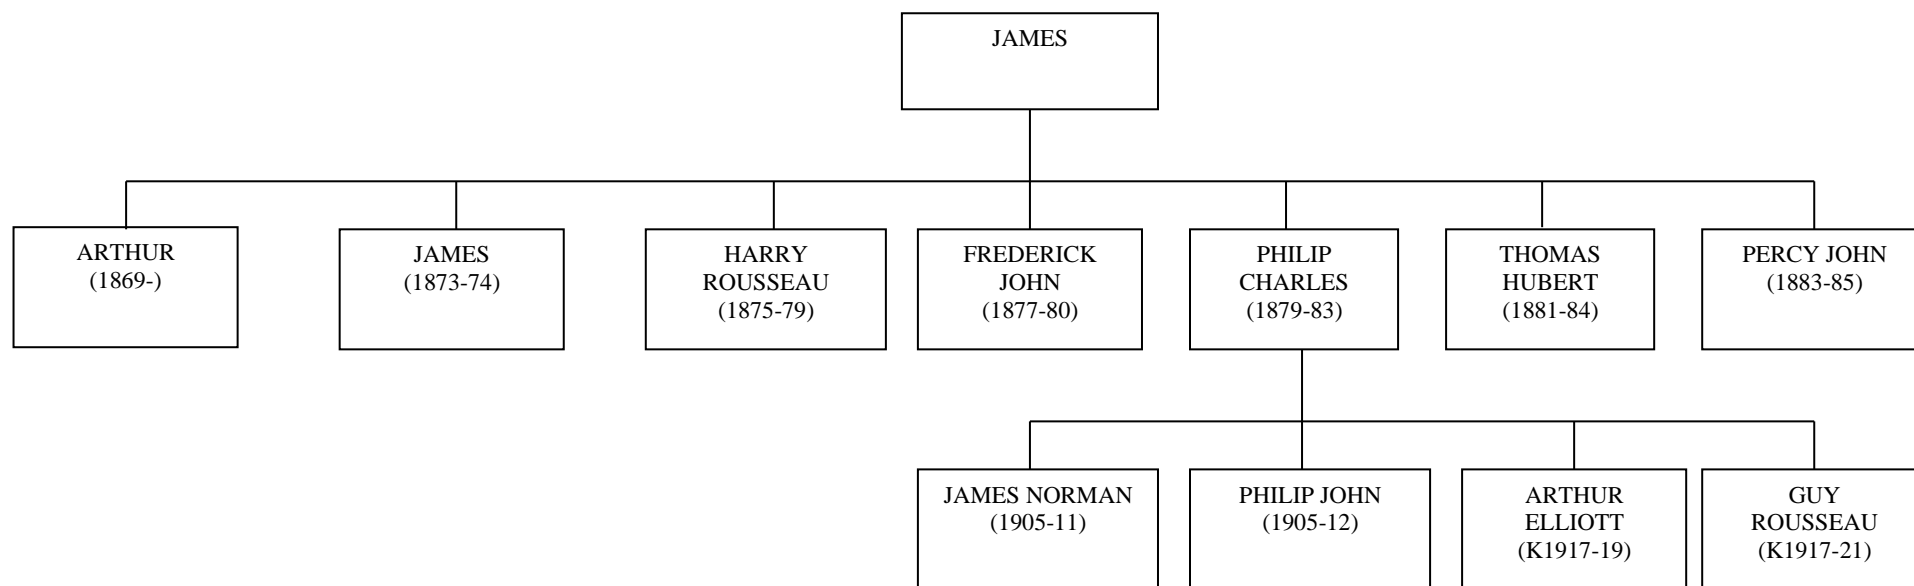 JAMES
ARTHUR
(1869-)
JAMES
(1873-74)
HARRY
ROUSSEAU
(1875-79)
FREDERICK
JOHN
(1877-80)
PHILIP
CHARLES
(1879-83)
THOMAS
HUBERT
(1881-84)
PERCY JOHN
(1883-85)
JAMES NORMAN
(1905-11)
PHILIP JOHN
(1905-12)
ARTHUR
ELLIOTT
(K1917-19)
GUY
ROUSSEAU
(K1917-21)